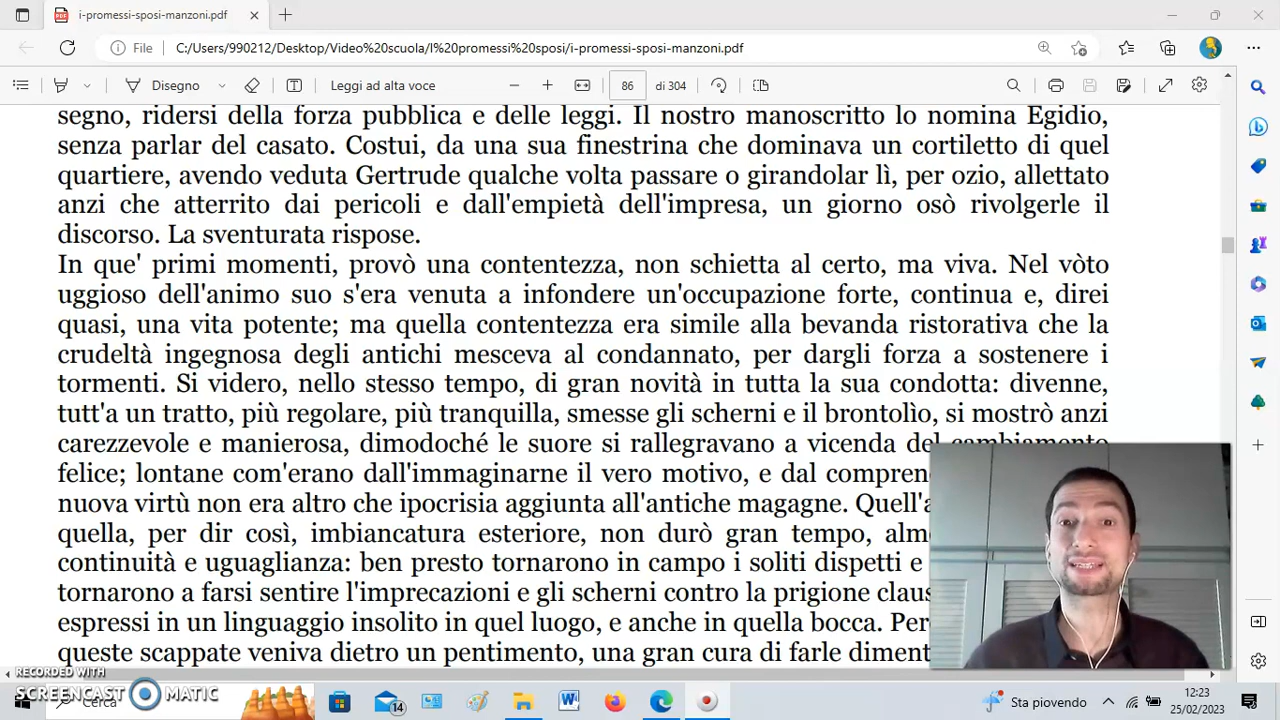 i-promessi-sposi-manzoni.pdf
File
C:/Users/990212/Desktop/Video%20scuola/I%20promessi%20sposi/i-promessi-sposi-manzoni.pdf
Disegno
Leggi ad alta voce
86
di 304
segno, ridersi della forza pubblica e delle leggi. Il nostro manoscritto lo nomina Egidio,
senza parlar del casato. Costui, da una sua finestrina che dominava un cortiletto di quel
quartiere, avendo veduta Gertrude qualche volta passare o girandolar lì, per ozio, allettato
anzi che atterrito dai pericoli e dall'empietà dell'impresa, un giorno osò rivolgerle il
discorso. La sventurata rispose.
In que' primi momenti, provò una contentezza, non schietta al certo, ma viva. Nel vòto
uggioso dell'animo suo s'era venuta a infondere un'occupazione forte, continua e, direi
quasi, una vita potente; ma quella contentezza era simile alla bevanda ristorativa che la
crudeltà ingegnosa degli antichi mesceva al condannato, per dargli forza a sostenere i
tormenti. Si videro, nello stesso tempo, di gran novità in tutta la sua condotta: divenne,
tutt'a un tratto, più regolare, più tranquilla, smesse gli scherni e il brontolìo, si mostrò anzi
carezzevole e manierosa, dimodoché le suore si rallegravano a vicenda del cambiamento
felice; lontane com'erano dall'immaginarne il vero motivo, e dal compren
nuova virtù non era altro che ipocrisia aggiunta all'antiche magagne. Quell'a
quella, per dir così, imbiancatura esteriore, non durò gran tempo, alm
continuità e uguaglianza: ben presto tornarono in campo i soliti dispetti e
tornarono a farsi sentire l'imprecazioni e gli scherni contro la prigione claus
espressi in un linguaggio insolito in quel luogo, e anche in quella bocca. Per
queste scappate veniva dietro un pentimento, una gran cura di farle diment
RECORDED WITH
SCREENCAST MATIC
Cerca
14
Sta piovendo
12:23
25/02/2023